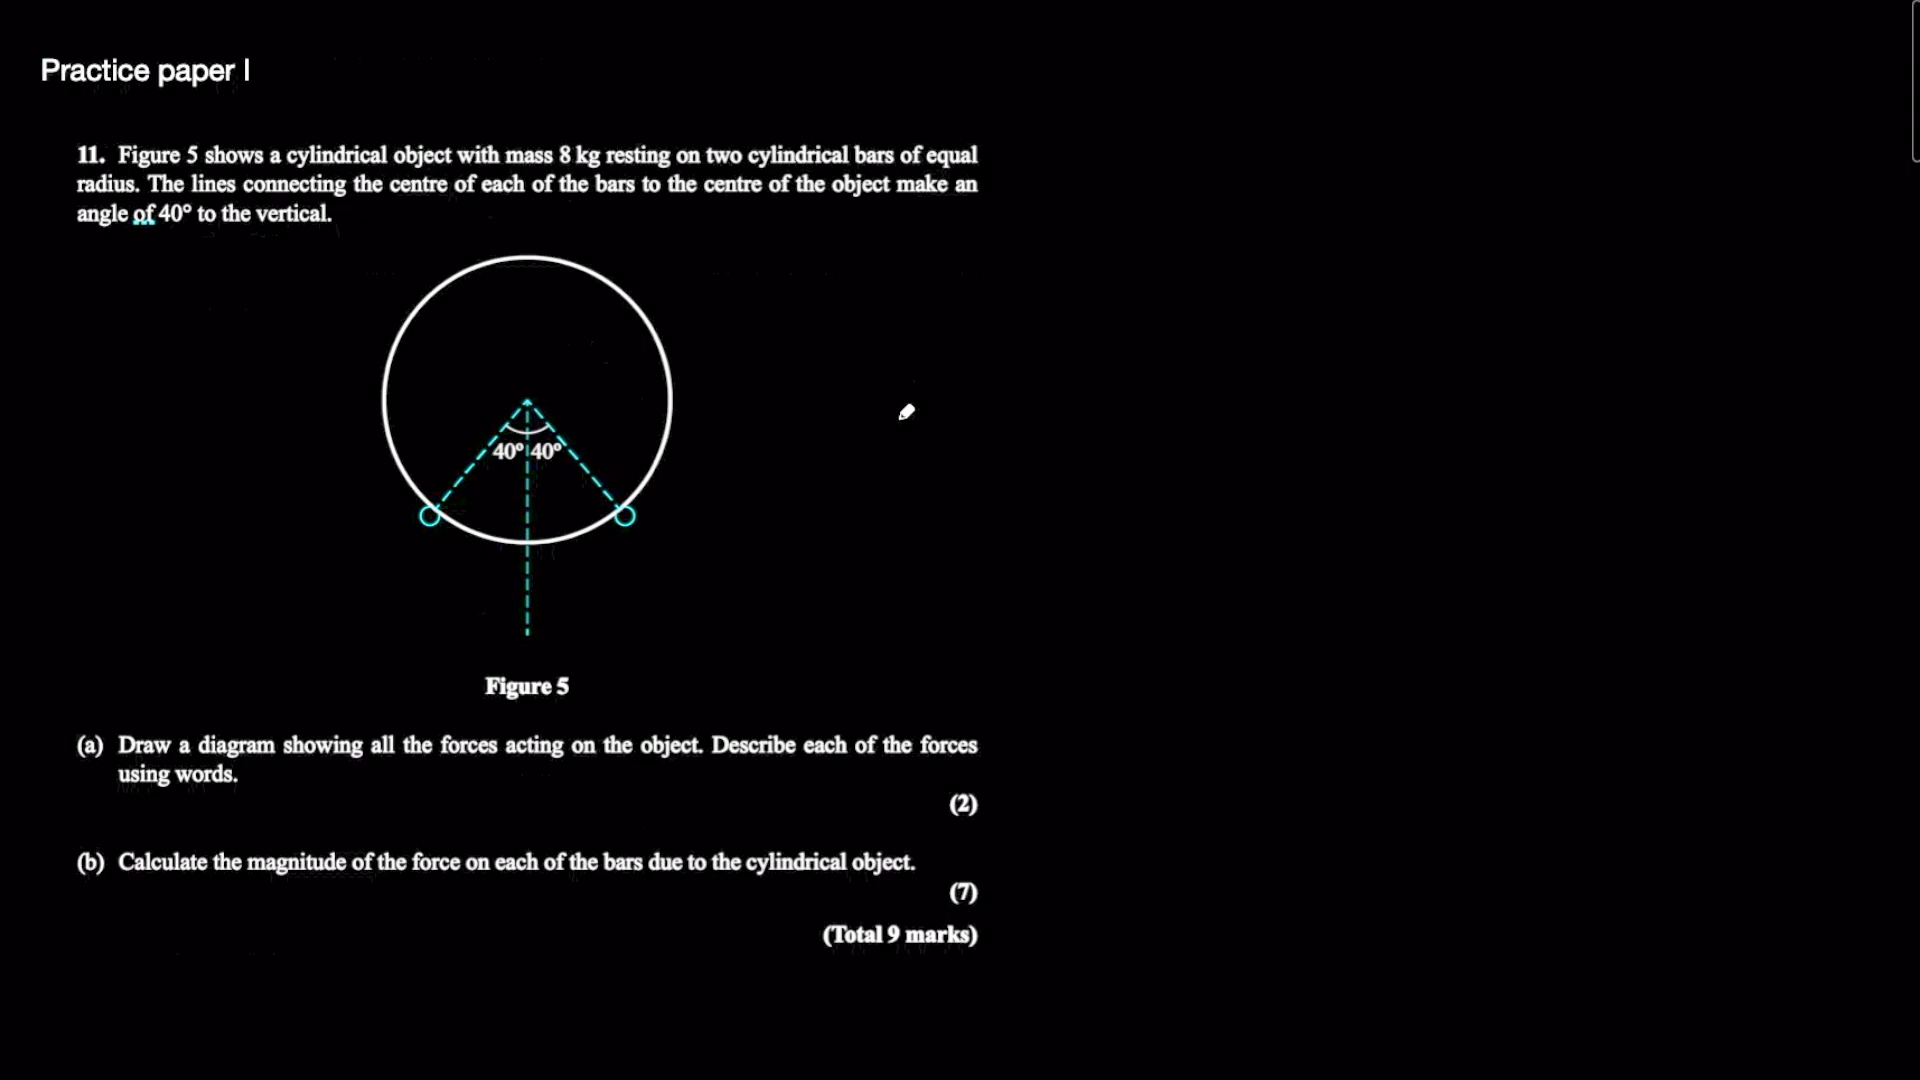 Practice paper I
11. Figure 5 shows a cylindrical object with mass 8 kg resting on two cylindrical bars of equal
radius. The lines connecting the centre of each of the bars to the centre of the object make an
angle of 40° to the vertical.
40° 40°
Figure 5
(a) Draw a diagram showing all the forces acting on the object. Describe each of the forces
using words.
(2)
(b) Calculate the magnitude of the force on each of the bars due to the cylindrical object.
(7)
(Total 9 marks)